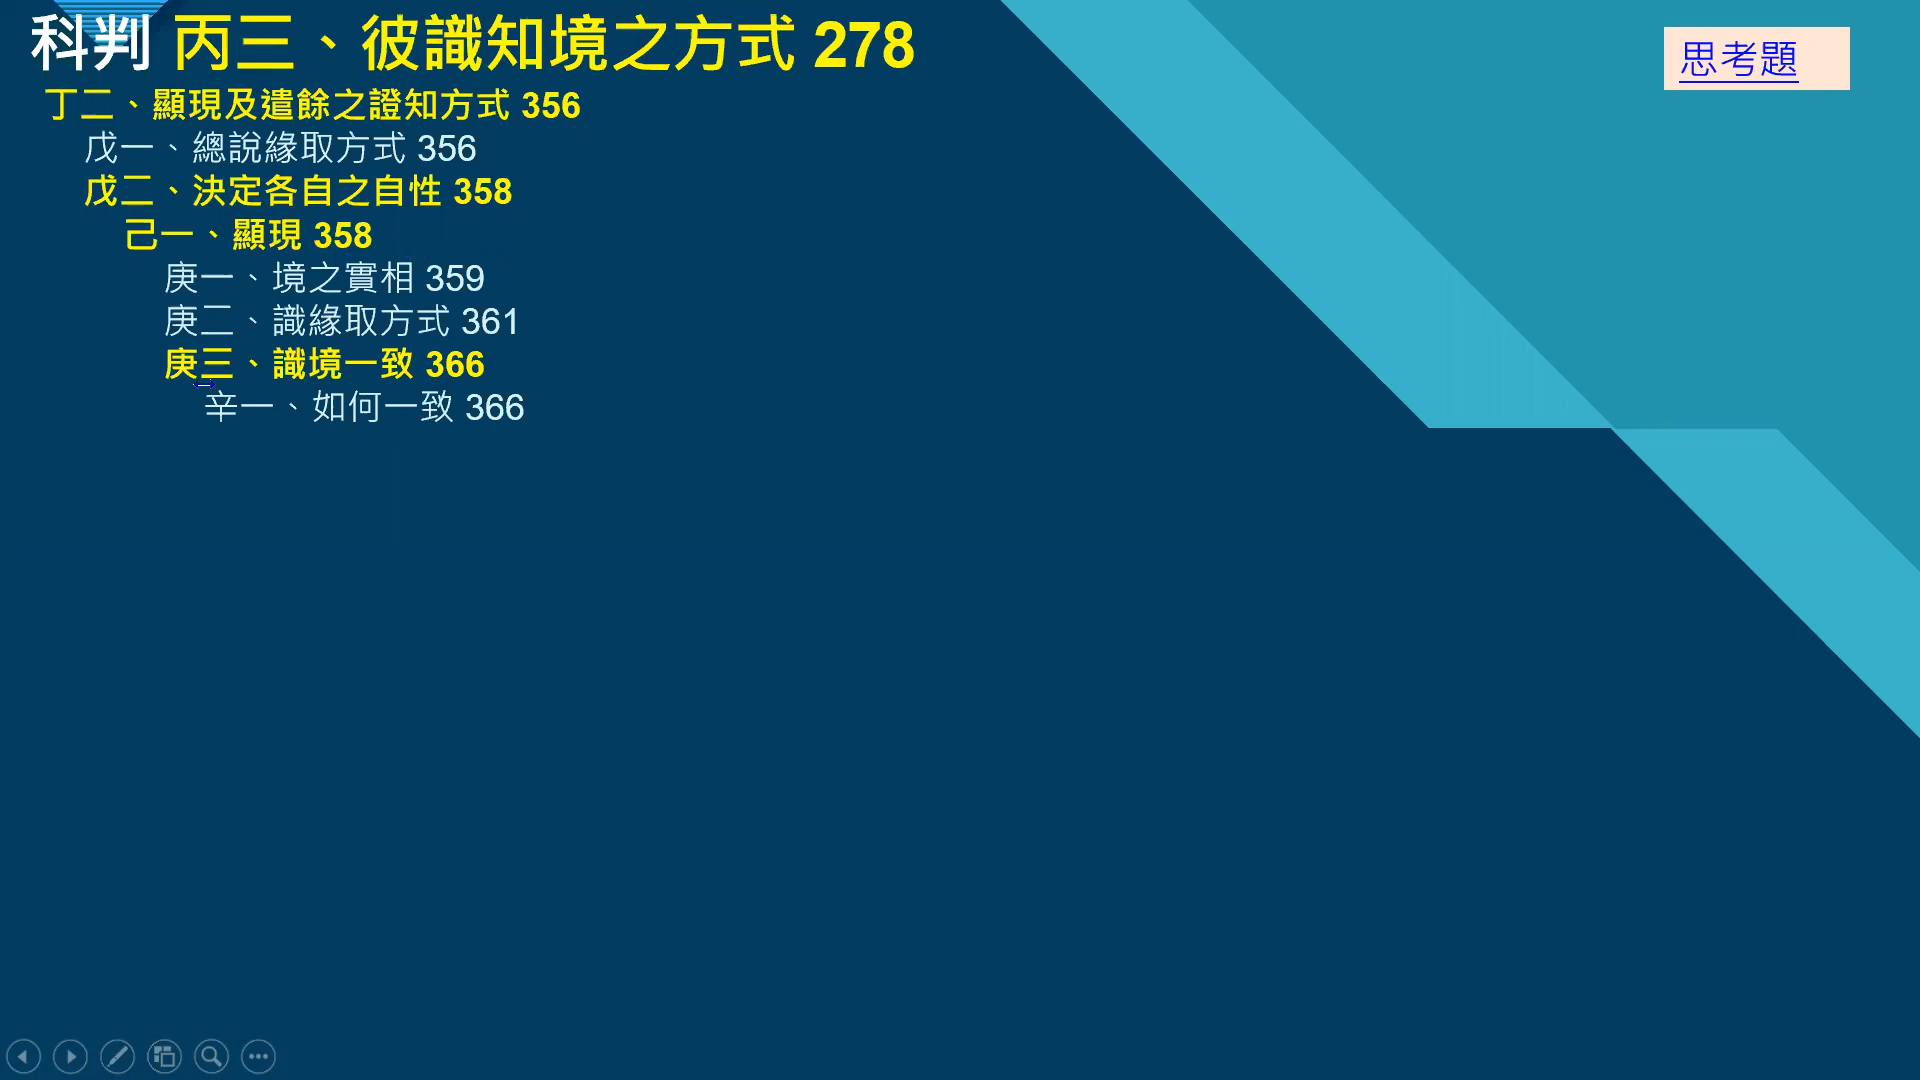 科判 丙三、彼識知境之方式 278
思考題
丁二、顯現及遣餘之證知方式 356
戊一、總說緣取方式 356
戊二、決定各自之自性 358
己一、顯現 358
庚一、境之實相 359
庚二、識緣取方式 361
庚三、識境一致 366
辛一、如何一致 366